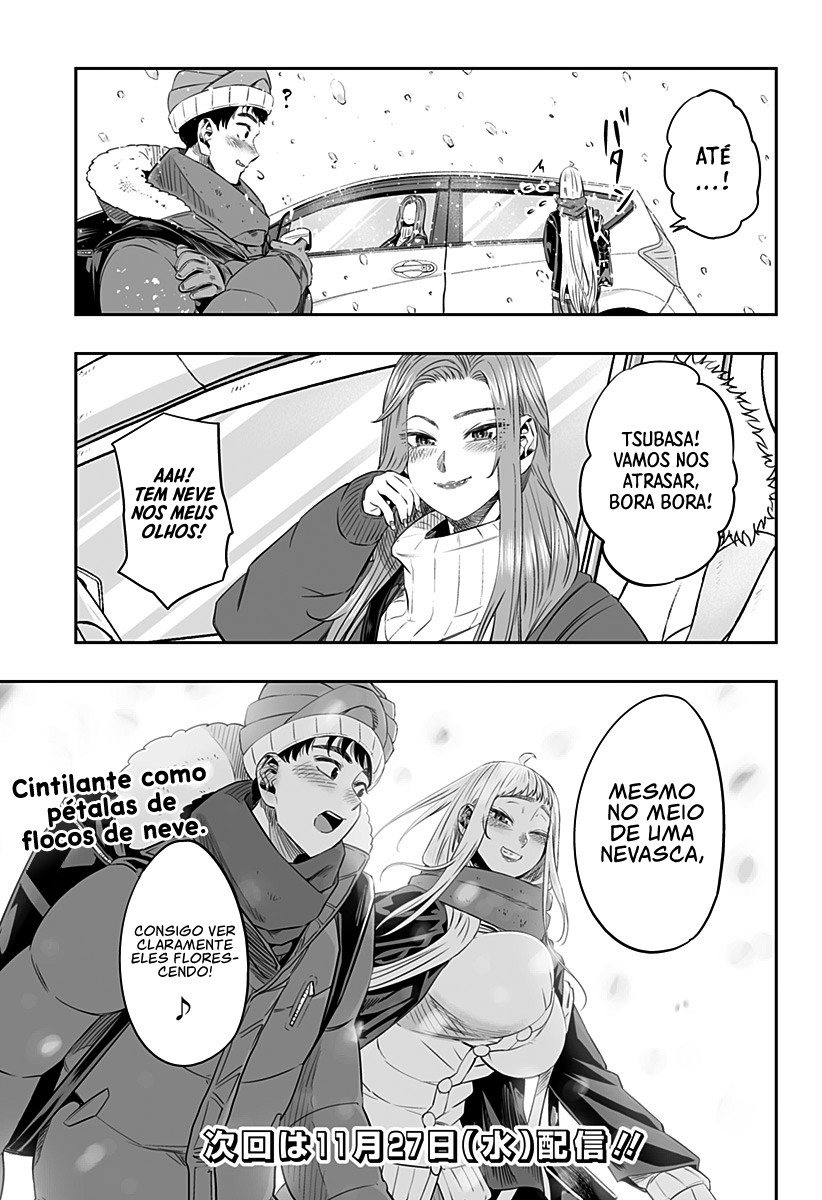 ATÉ
...!
?
バタ
TSUBASA!
VAMOS NOS
ATRASAR,
BORA BORA!
AAH!
TEM NEVE
NOS MEUS
OLHOS!
MESMO
NO MEIO
DE UMA
NEVASCA,
Cintilante como
pétalas de
flocos de neve.
CONSIGO VER
CLARAMENTE
ELES FLORES-
CENDO!
♪
次回は11月27日(水)配信!!